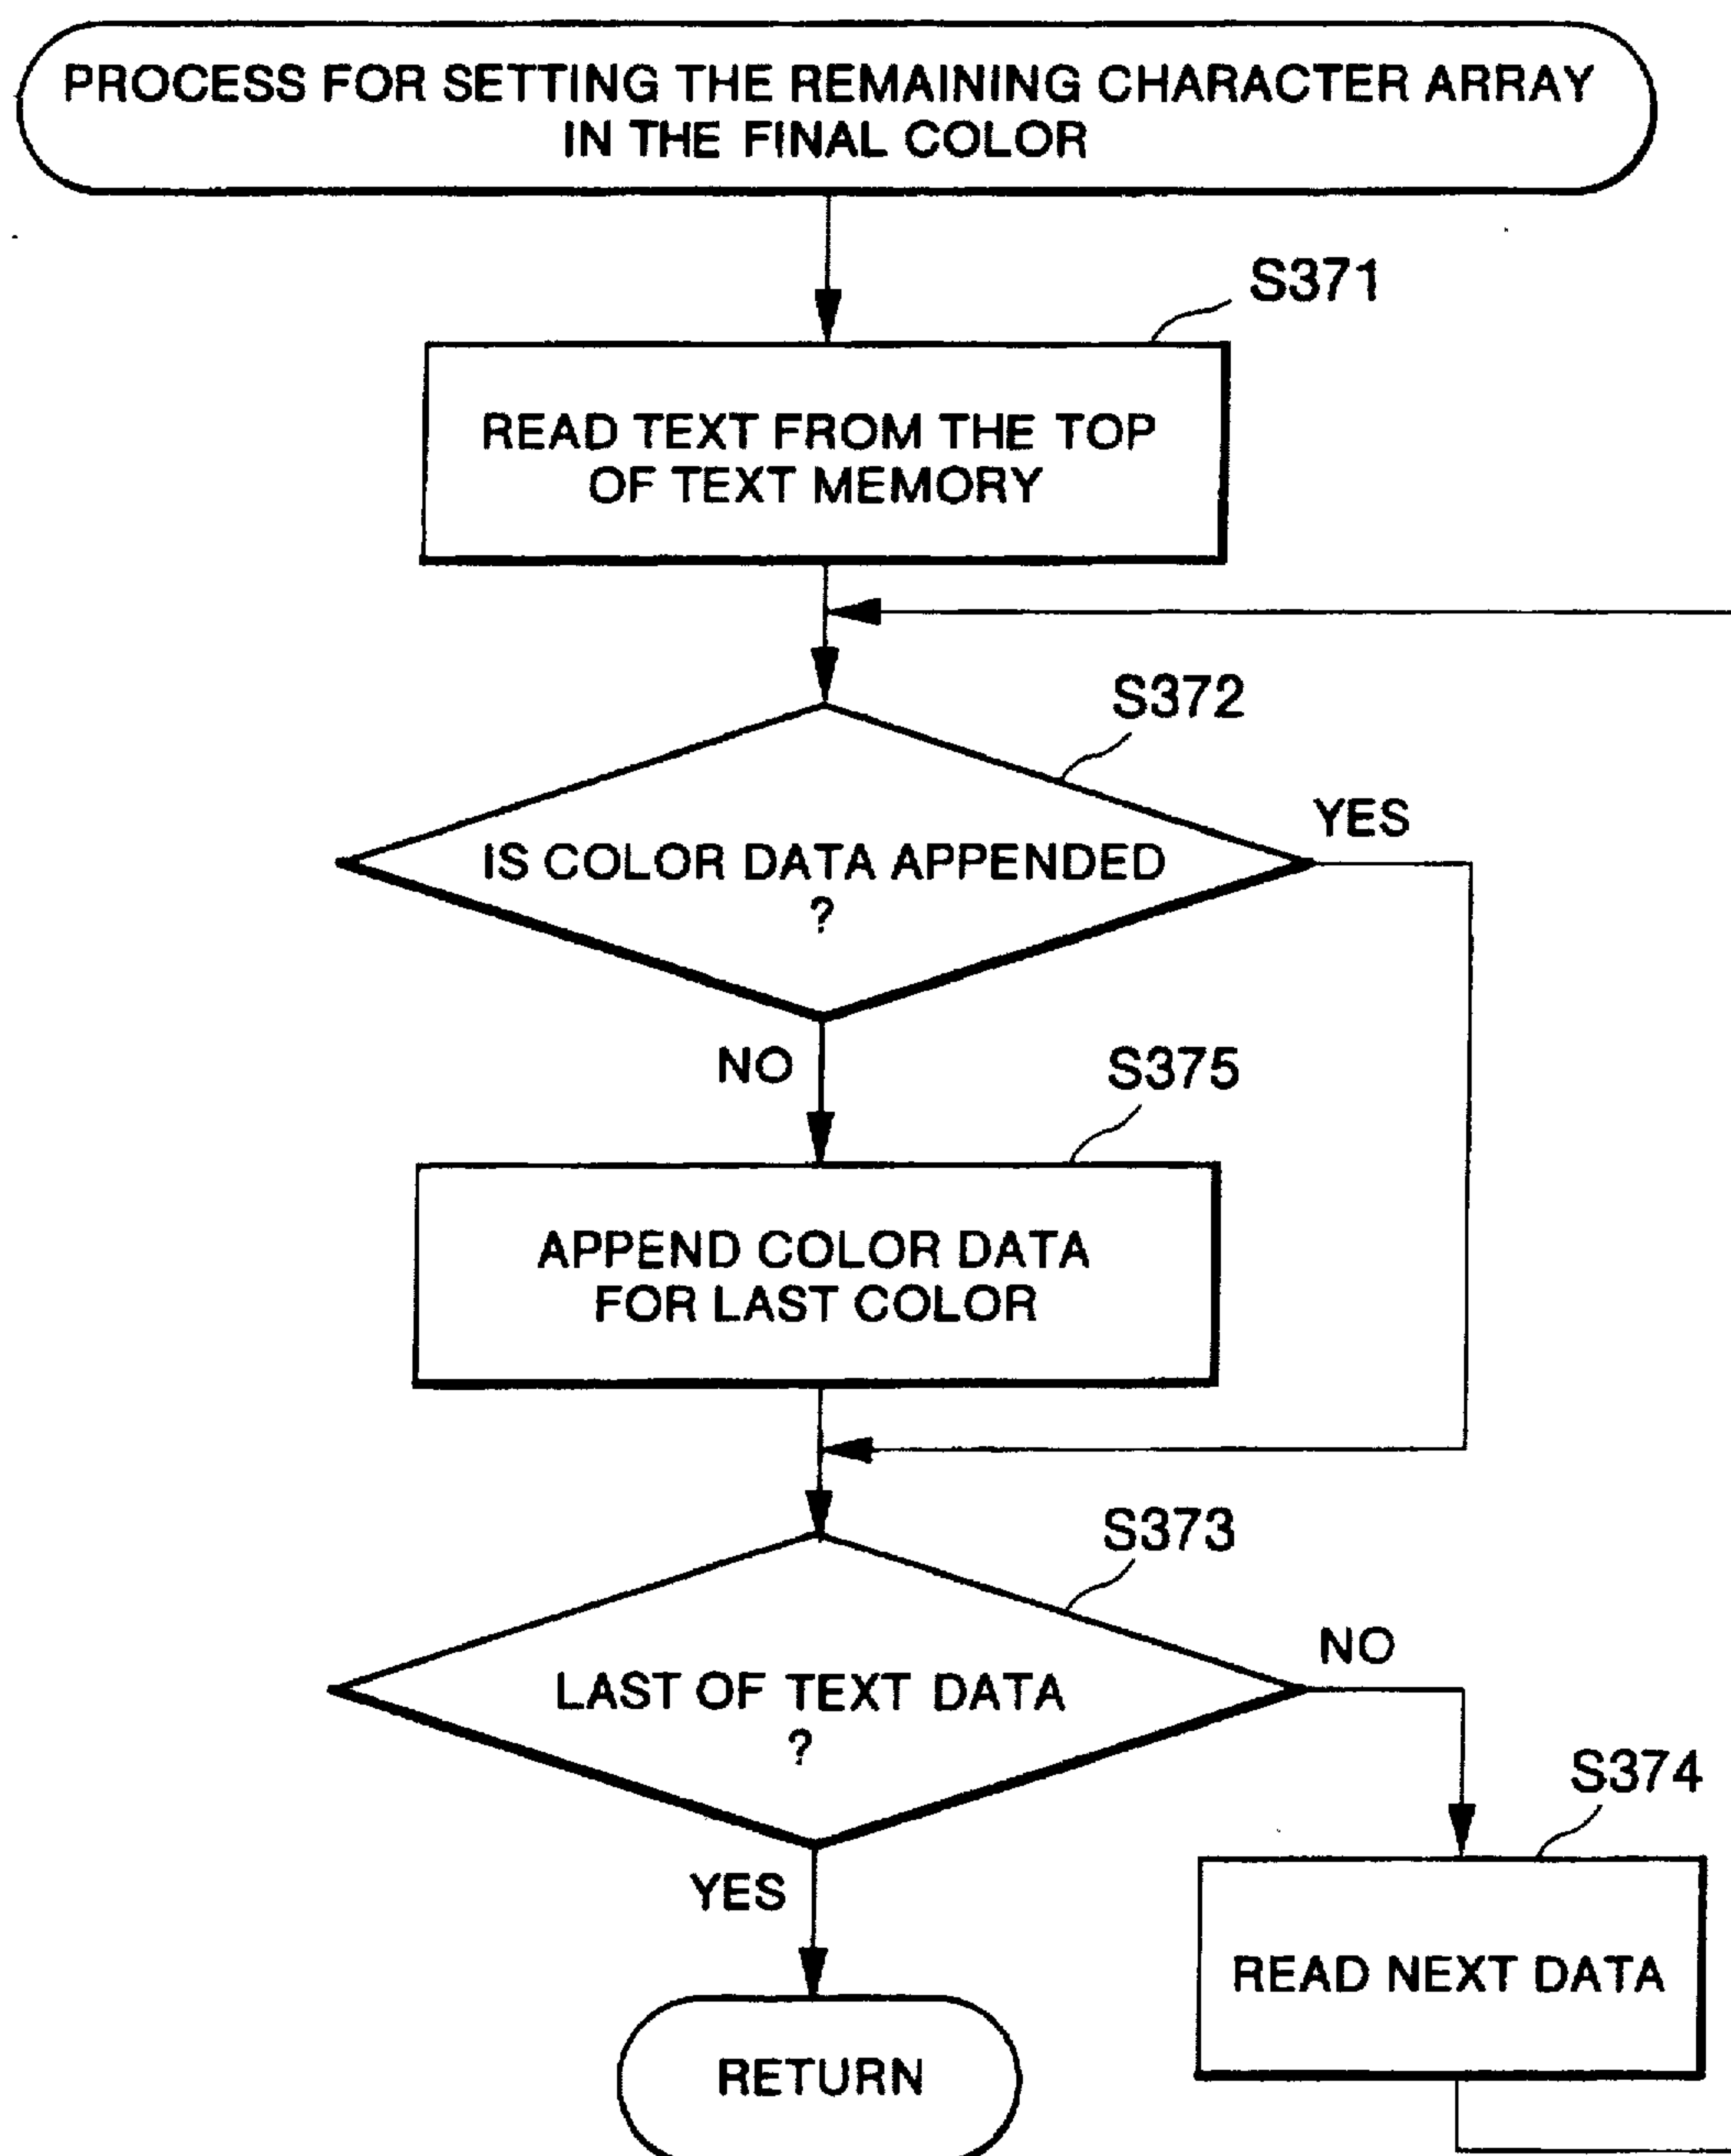 PROCESS FOR SETTING THE REMAINING CHARACTER ARRAY
IN THE FINAL COLOR
S371
READ TEXT FROM THE TOP
OF TEXT MEMORY
S372
YES
IS COLOR DATA APPENDED
?
NO
S375
APPEND COLOR DATA
FOR LAST COLOR
S373
NO
LAST OF TEXT DATA
?
S374
YES
READ NEXT DATA
RETURN